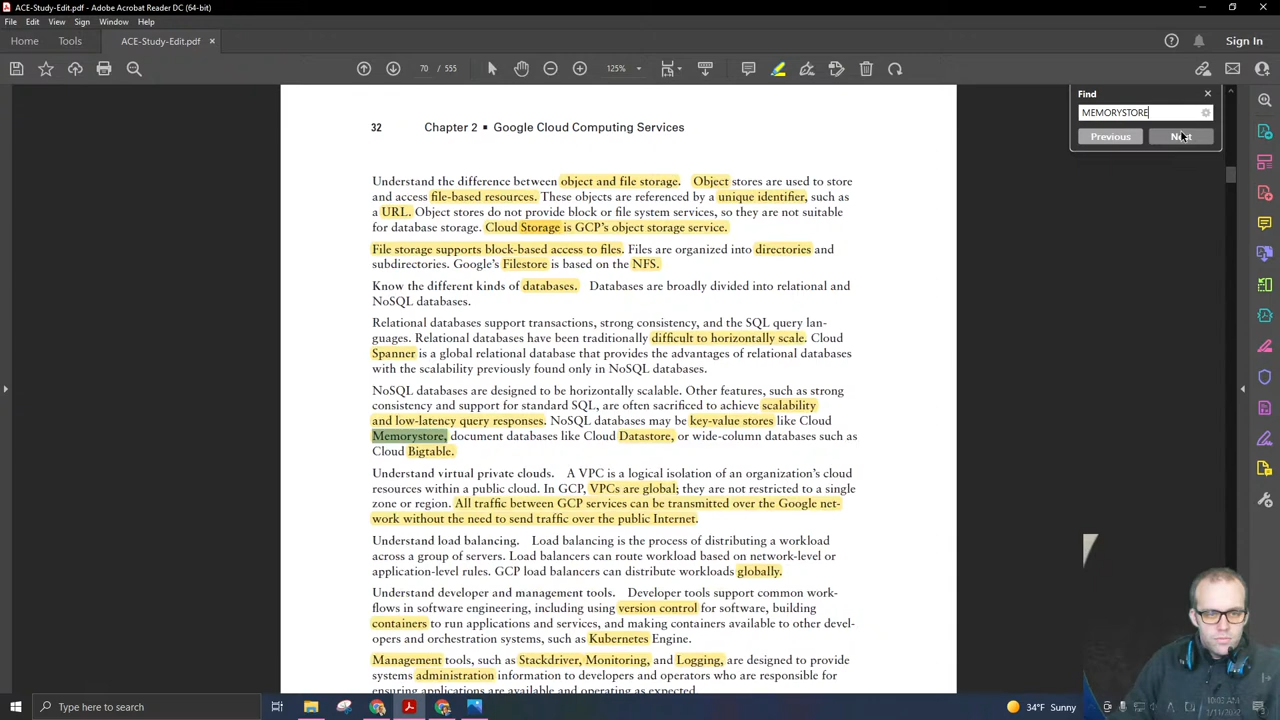 ACE-Study-Edit.pdf - Adobe Acrobat Reader DC (64-bit)
File Edit View Sign Window Help
Home Tools ACE-Study-Edit.pdf × Sign In
70 / 555 125%
Find
MEMORYSTORE
Previous Next
32 Chapter 2 ■ Google Cloud Computing Services
Understand the difference between object and file storage. Object stores are used to store
and access file-based resources. These objects are referenced by a unique identifier, such as
a URL. Object stores do not provide block or file system services, so they are not suitable
for database storage. Cloud Storage is GCP's object storage service.
File storage supports block-based access to files. Files are organized into directories and
subdirectories. Google's Filestore is based on the NFS.
Know the different kinds of databases. Databases are broadly divided into relational and
NoSQL databases.
Relational databases support transactions, strong consistency, and the SQL query lan-
guages. Relational databases have been traditionally difficult to horizontally scale. Cloud
Spanner is a global relational database that provides the advantages of relational databases
with the scalability previously found only in NoSQL databases.
NoSQL databases are designed to be horizontally scalable. Other features, such as strong
consistency and support for standard SQL, are often sacrificed to achieve scalability
and low-latency query responses. NoSQL databases may be key-value stores like Cloud
Memorystore, document databases like Cloud Datastore, or wide-column databases such as
Cloud Bigtable.
Understand virtual private clouds. A VPC is a logical isolation of an organization's cloud
resources within a public cloud. In GCP, VPCs are global; they are not restricted to a single
zone or region. All traffic between GCP services can be transmitted over the Google net-
work without the need to send traffic over the public Internet.
Understand load balancing. Load balancing is the process of distributing a workload
across a group of servers. Load balancers can route workload based on network-level or
application-level rules. GCP load balancers can distribute workloads globally.
Understand developer and management tools. Developer tools support common work-
flows in software engineering, including using version control for software, building
containers to run applications and services, and making containers available to other devel-
opers and orchestration systems, such as Kubernetes Engine.
Management tools, such as Stackdriver, Monitoring, and Logging, are designed to provide
systems administration information to developers and operators who are responsible for
ensuring applications are available and operating as expected.
Type here to search
34°F Sunny